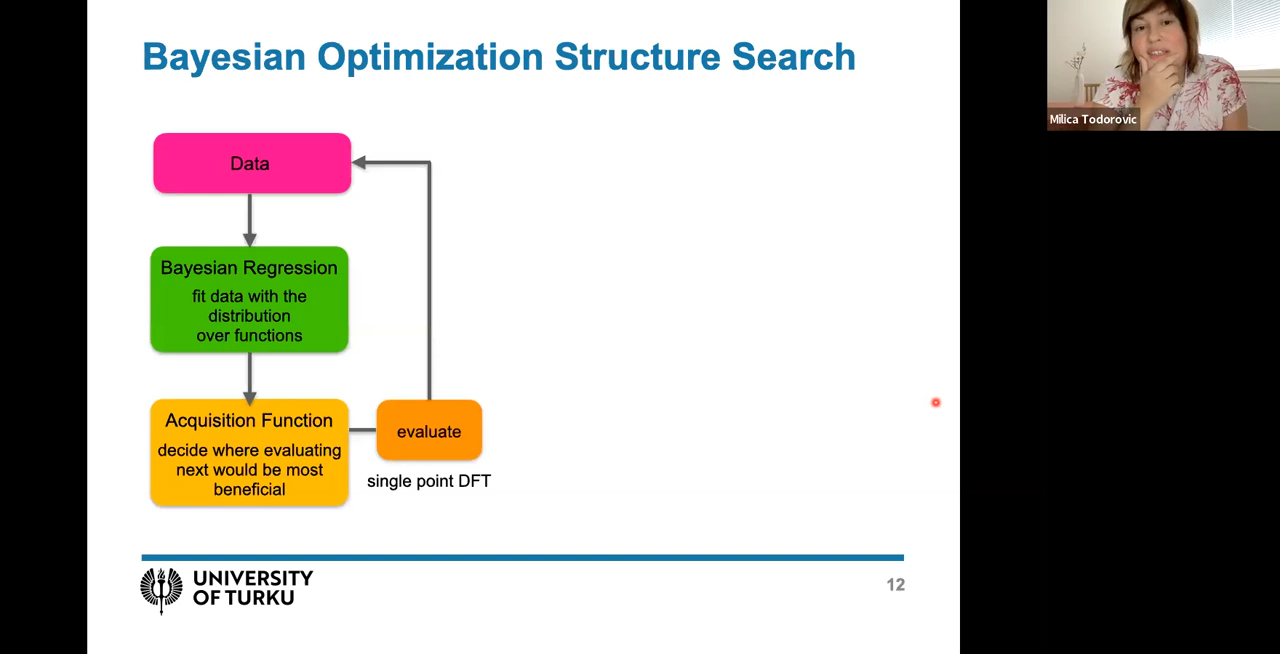 Bayesian Optimization Structure Search
Milica Todorovic
Data
Bayesian Regression
fit data with the
distribution
over functions
Acquisition Function
decide where evaluating
next would be most
beneficial
evaluate
single point DFT
UNIVERSITY
OF TURKU
12